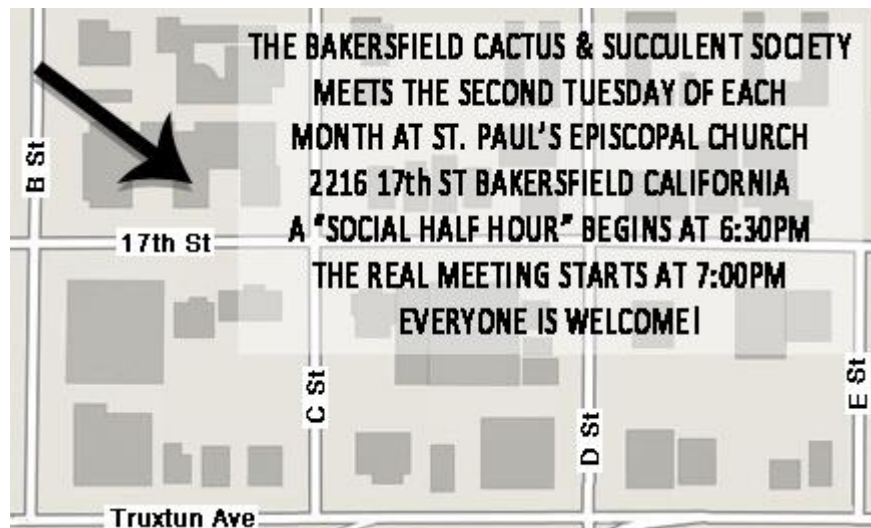 THE BAKERSFIELD CACTUS & SUCCULENT SOCIETY
MEETS THE SECOND TUESDAY OF EACH
MONTH AT ST. PAUL'S EPISCOPAL CHURCH
2216 17th ST BAKERSFIELD CALIFORNIA
A "SOCIAL HALF HOUR" BEGINS AT 6:30PM
THE REAL MEETING STARTS AT 7:00PM
EVERYONE IS WELCOME!
B St
17th St
C St
D St
E St
Truxtun Ave